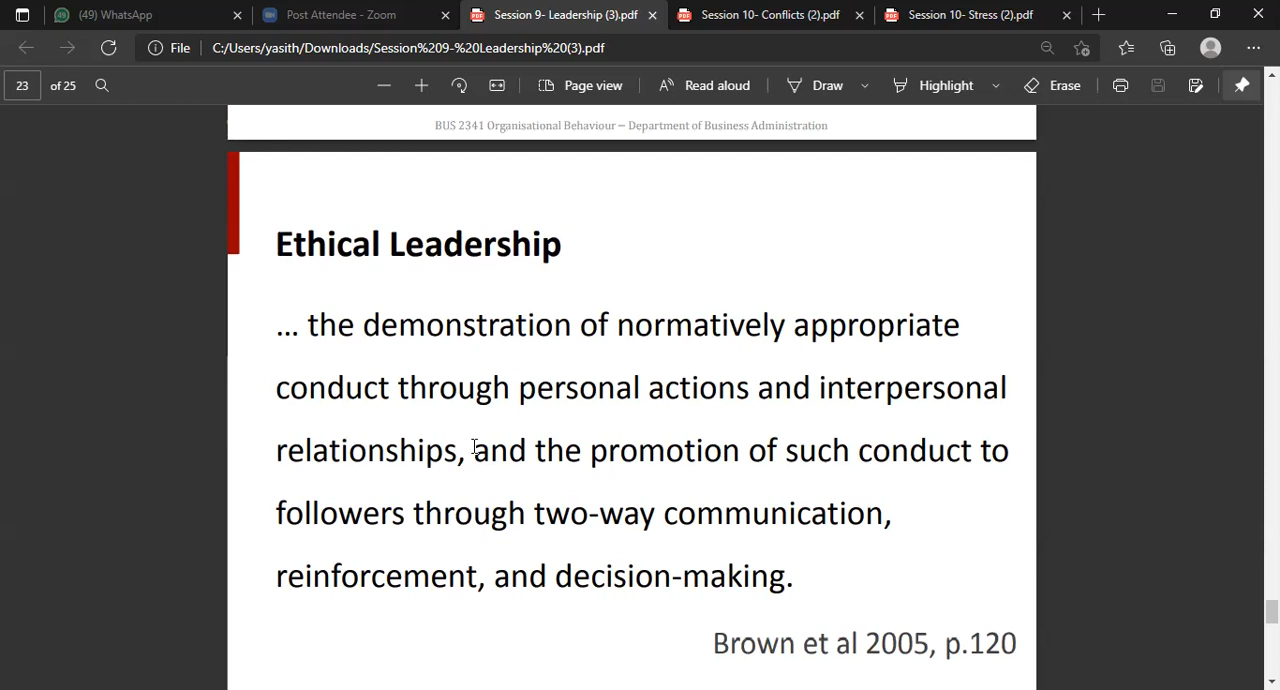 (49) WhatsApp
Post Attendee - Zoom
Session 9- Leadership (3).pdf
Session 10- Conflicts (2).pdf
Session 10- Stress (2).pdf
File
C:/Users/yasith/Downloads/Session%209-%20Leadership%20(3).pdf
23 of 25
Page view
Read aloud
Draw
Highlight
Erase
BUS 2341 Organisational Behaviour – Department of Business Administration
Ethical Leadership
... the demonstration of normatively appropriate
conduct through personal actions and interpersonal
relationships, and the promotion of such conduct to
followers through two-way communication,
reinforcement, and decision-making.
Brown et al 2005, p.120